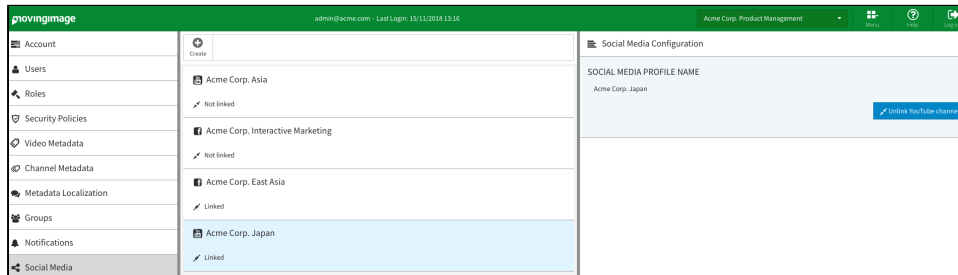 movingimage
admin@acme.com - Last Login: 15/11/2018 13:16
Acme Corp. Product Management
Menu
Help
Account
Users
Roles
Security Policies
Video Metadata
Channel Metadata
Metadata Localization
Groups
Notifications
Social Media
Create
Acme Corp. Asia
Not linked
Acme Corp. Interactive Marketing
Not linked
Acme Corp. East Asia
Linked
Acme Corp. Japan
Linked
Social Media Configuration
SOCIAL MEDIA PROFILE NAME
Acme Corp. Japan
Unlink YouTube channel